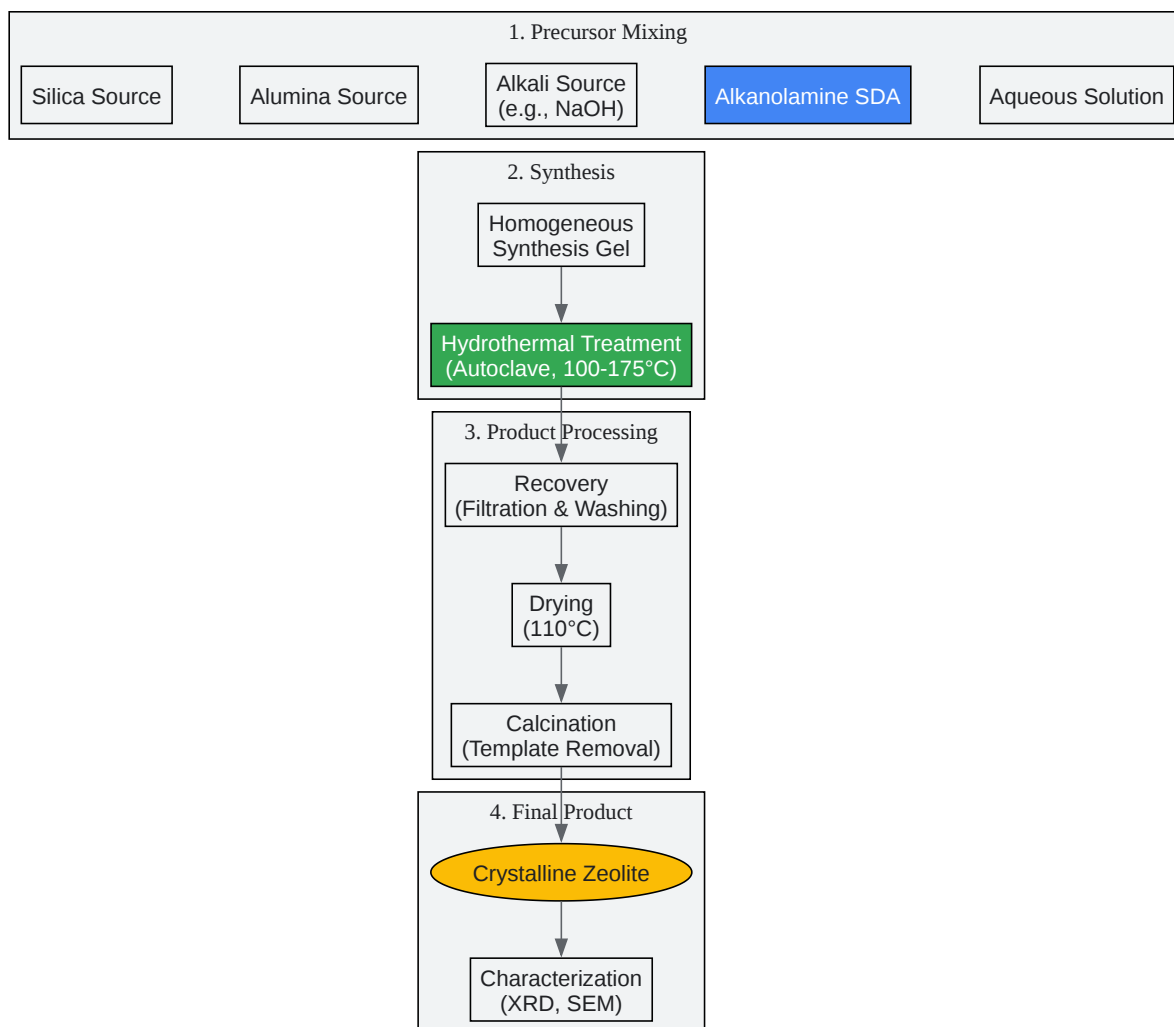 1. Precursor Mixing
Silica Source
Alumina Source
Alkali Source
(e.g., NaOH)
Alkanolamine SDA
Aqueous Solution
2. Synthesis
Homogeneous
Synthesis Gel
Hydrothermal Treatment
(Autoclave, 100-175°C)
3. Product Processing
Recovery
(Filtration & Washing)
Drying
(110°C)
Calcination
(Template Removal)
4. Final Product
Crystalline Zeolite
Characterization
(XRD, SEM)